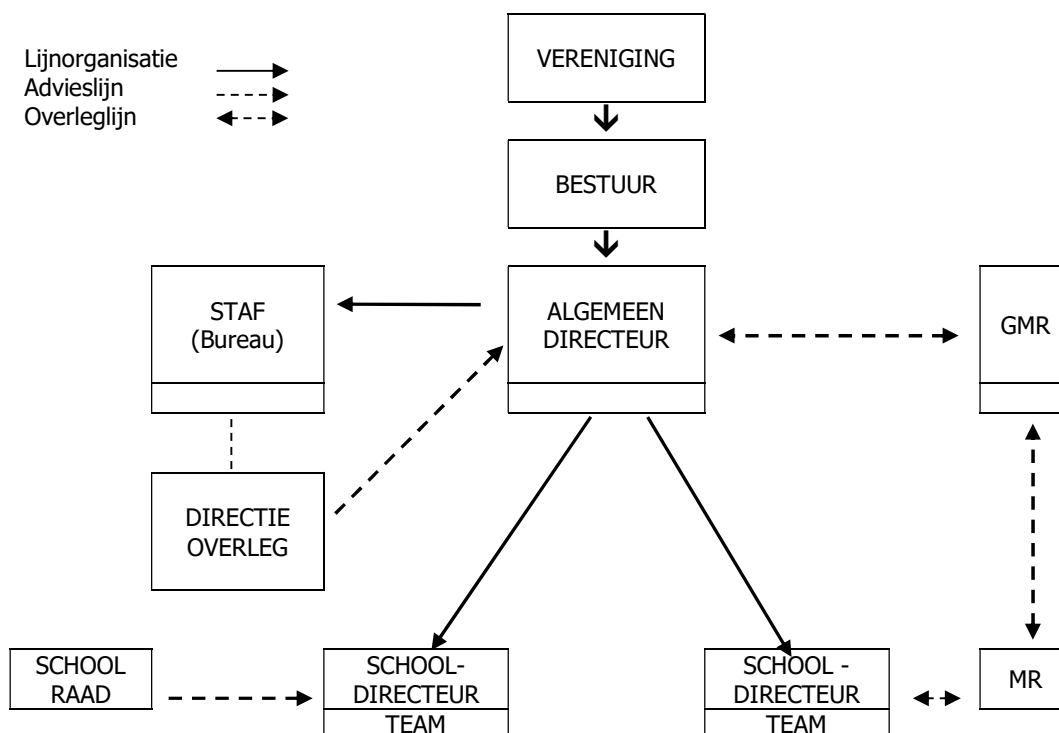 Lijnorganisatie
Advieslijn
Overleglijn
VERENIGING
BESTUUR
STAF
(Bureau)
ALGEMEEN
DIRECTEUR
GMR
DIRECTIE
OVERLEG
SCHOOL
RAAD
SCHOOL-
DIRECTEUR
TEAM
SCHOOL -
DIRECTEUR
TEAM
MR